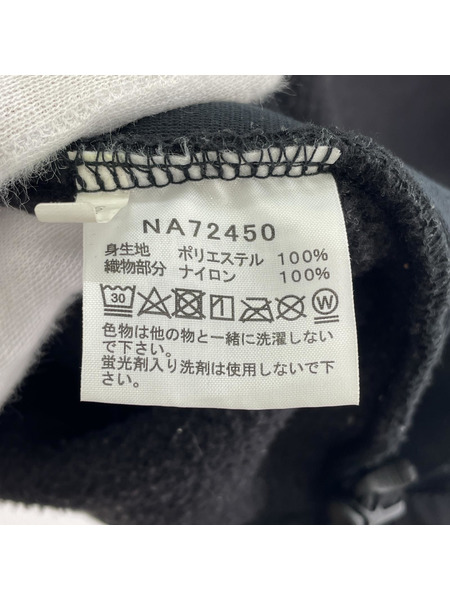 NA72450
身生地 ポリエステル 100%
織物部分 ナイロン 100%
30 W
色物は他の物と一緒に洗濯しない
で下さい。
蛍光剤入り洗剤は使用しないで下
さい。